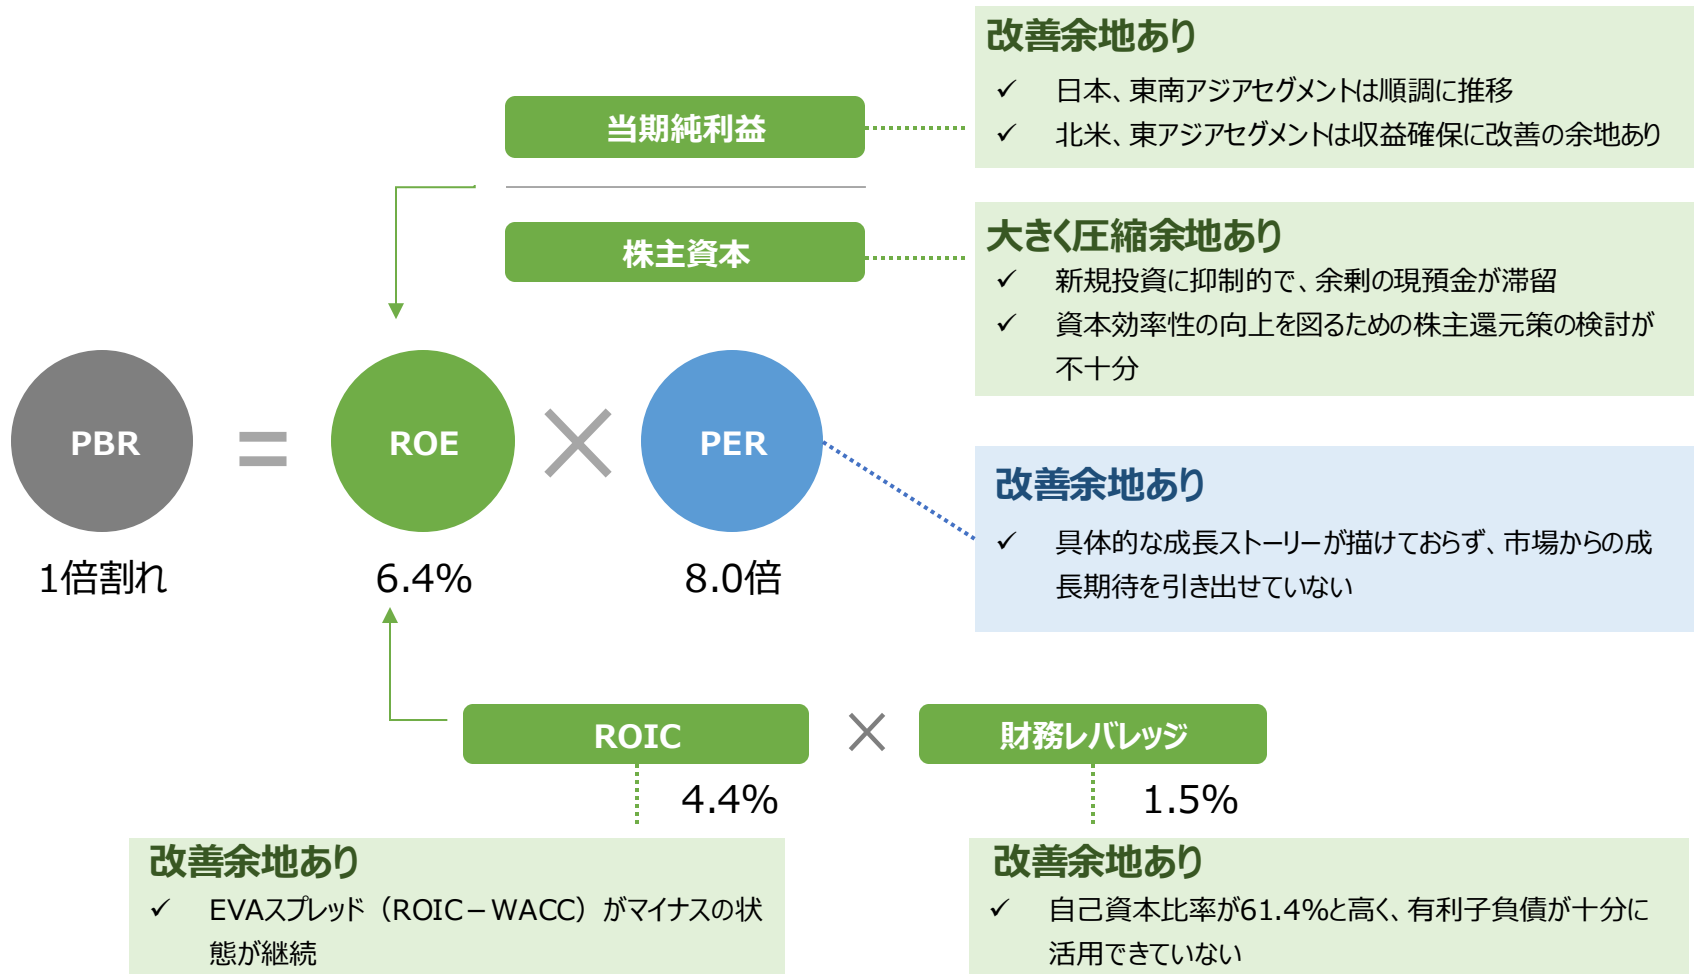 改善余地あり
✓ 日本、東南アジアセグメントは順調に推移
✓ 北米、東アジアセグメントは収益確保に改善の余地あり
当期純利益
株主資本
大きく圧縮余地あり
✓ 新規投資に抑制的で、余剰の現預金が滞留
✓ 資本効率性の向上を図るための株主還元策の検討が
不十分
PBR
=
ROE
×
PER
1倍割れ
6.4%
8.0倍
改善余地あり
✓ 具体的な成長ストーリーが描けておらず、市場からの成
長期待を引き出せていない
ROIC
×
財務レバレッジ
4.4%
1.5%
改善余地あり
✓ EVAスプレッド（ROIC－WACC）がマイナスの状
態が継続
改善余地あり
✓ 自己資本比率が61.4%と高く、有利子負債が十分に
活用できていない